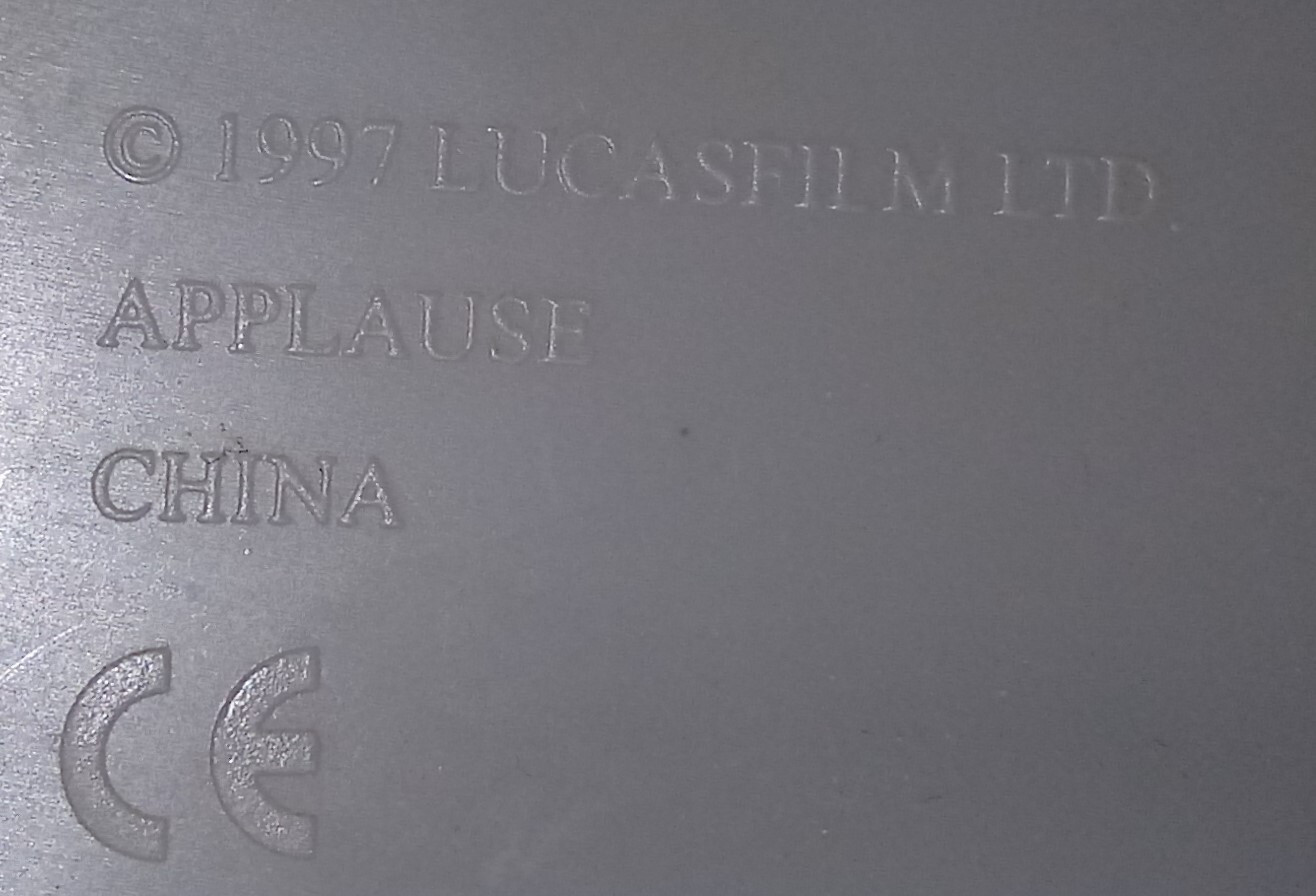 © 1997 LUCASFILM LTD.
APPLAUSE
CHINA
CE